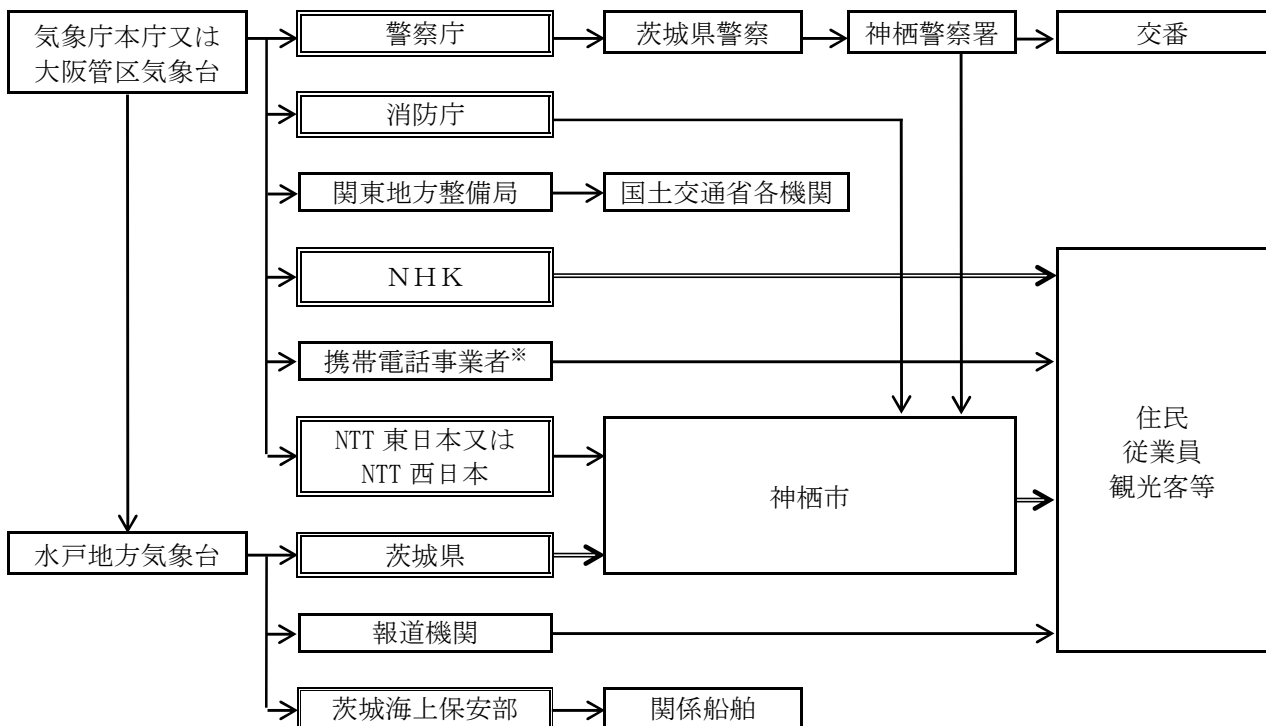 気象庁本庁又は
大阪管区気象台
警察庁
茨城県警察
神栖警察署
交番
消防庁
関東地方整備局
国土交通省各機関
ＮＨＫ
携帯電話事業者※
NTT 東日本又は
NTT 西日本
神栖市
住民
従業員
観光客等
水戸地方気象台
茨城県
報道機関
茨城海上保安部
関係船舶